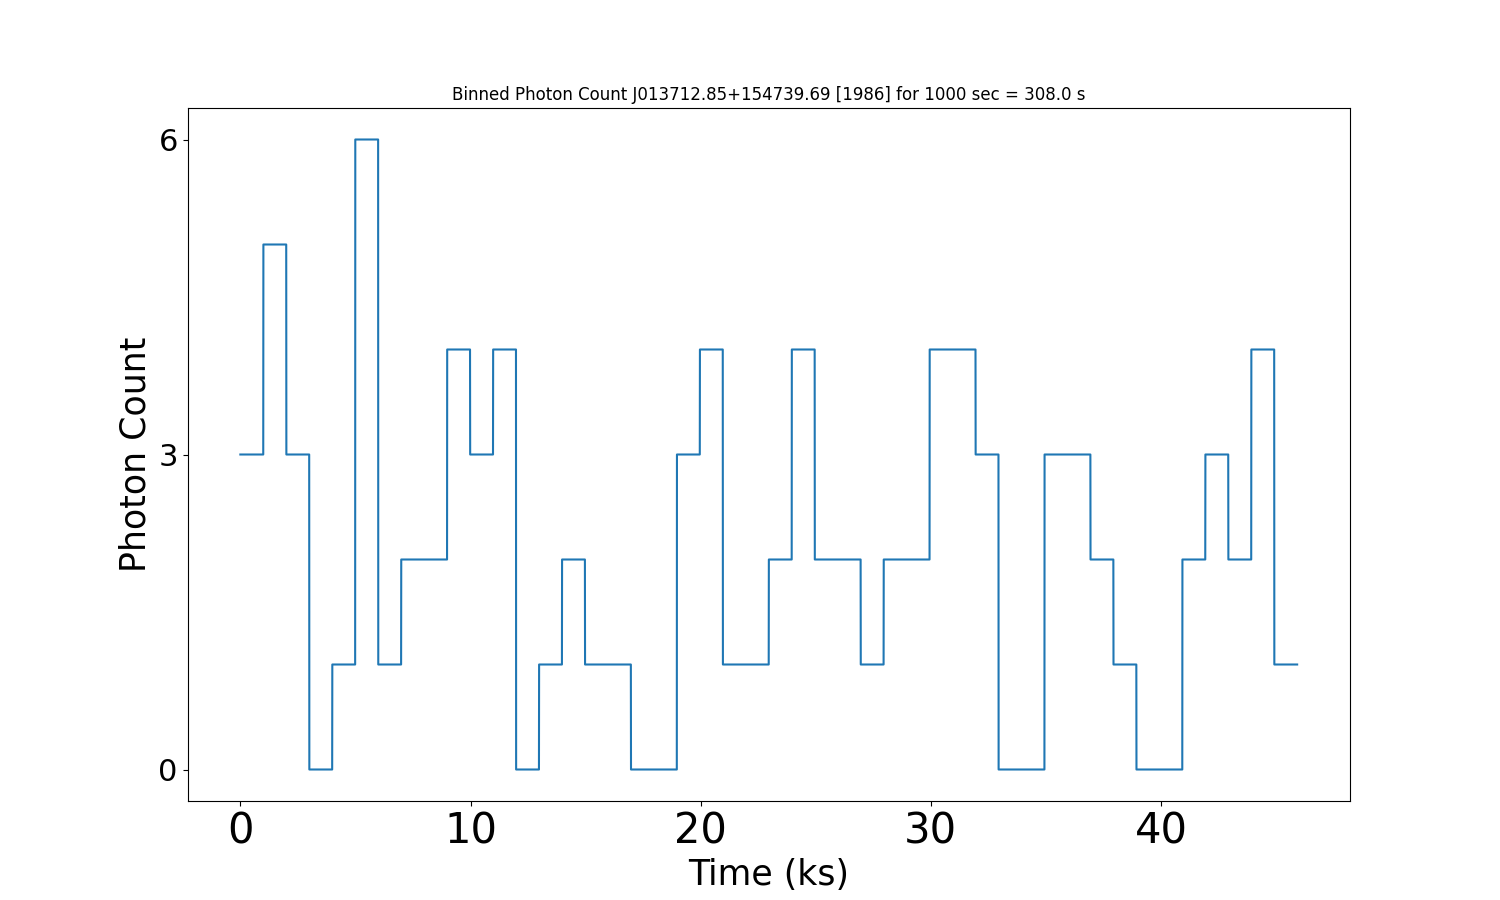 Binned Photon Count J013712.85+154739.69 [1986] for 1000 sec = 308.0 s
6
3
0
Photon Count
0 10 20 30 40
Time (ks)